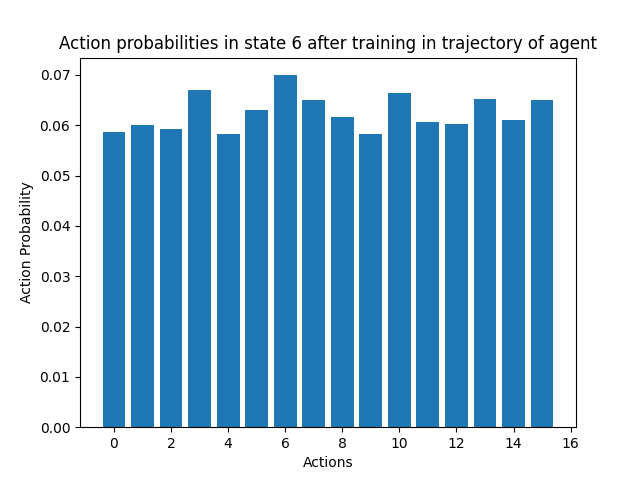 Action probabilities in state 6 after training in trajectory of agent
0.07
0.06
0.05
0.04
0.03
0.02
0.01
0.00
Action Probability
0 2 4 6 8 10 12 14 16
Actions